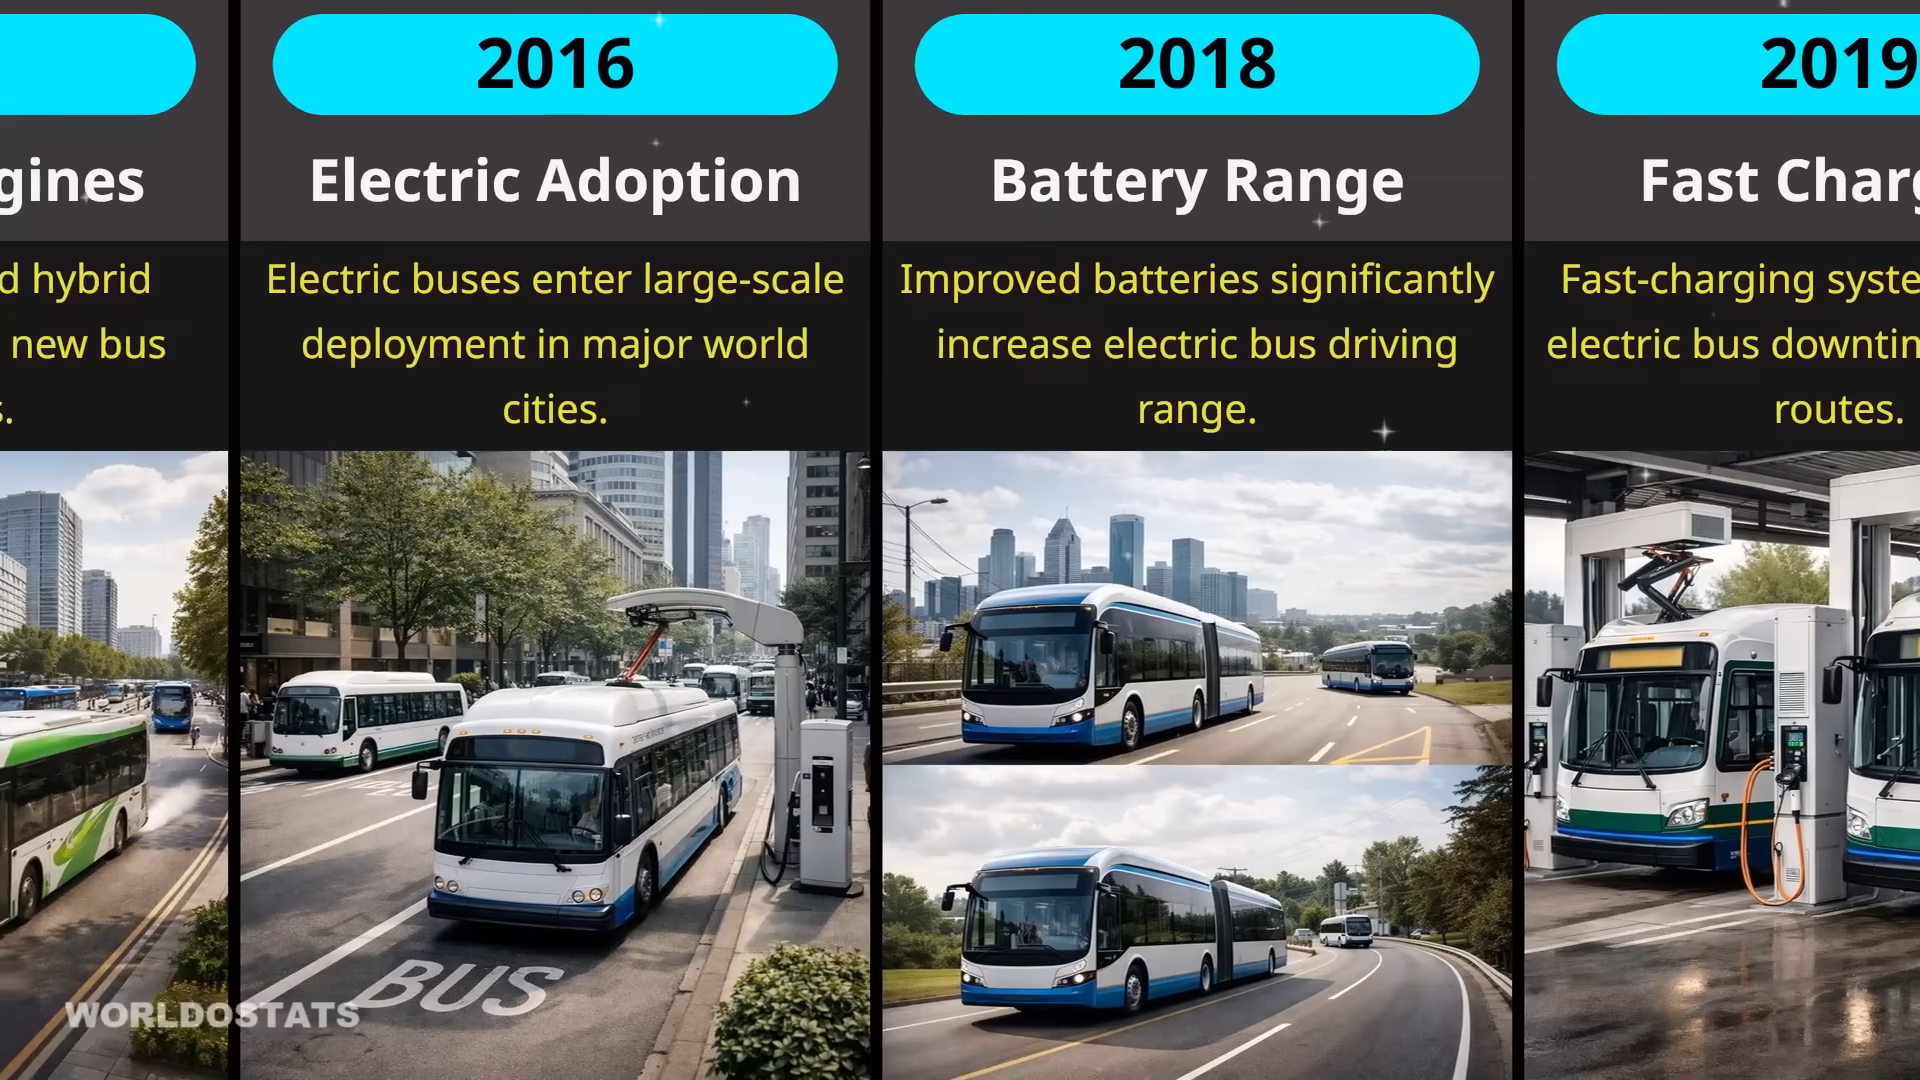 gines
d hybrid
new bus
s.
2016
Electric Adoption
Electric buses enter large-scale
deployment in major world
cities.
BUS
2018
Battery Range
Improved batteries significantly
increase electric bus driving
range.
2019
Fast Charg
Fast-charging syste
electric bus downtim
routes.
WORLDOSTATS